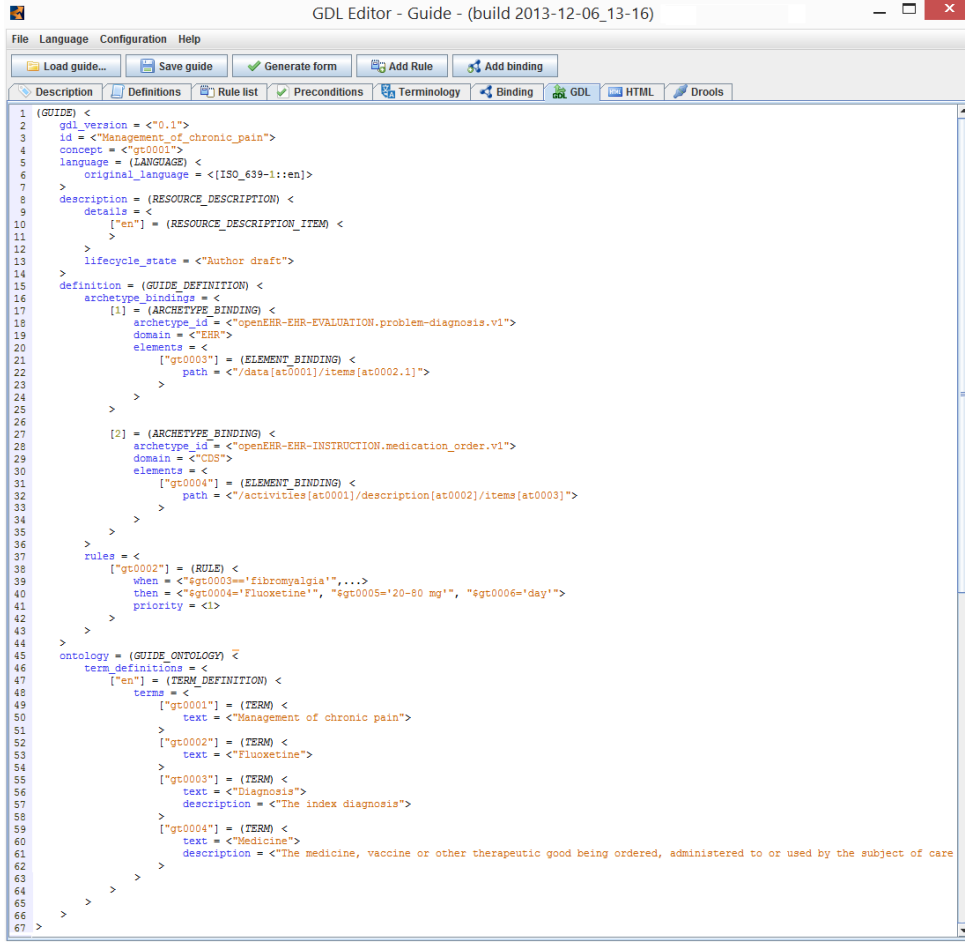 GDL Editor - Guide - (build 2013-12-06_13-16)
File Language Configuration Help
Load guide... Save guide Generate form Add Rule Add binding
Description Definitions Rule list Preconditions Terminology Binding GDL HTML Drools
1 (GUIDE) <
2 gdl_version = <"0.1">
3 id = <"Management_of_chronic_pain">
4 concept = <"gt0001">
5 language = (LANGUAGE) <
6 original_language = <[ISO_639-1::en]>
7 >
8 description = (RESOURCE_DESCRIPTION) <
9 details = <
10 ["en"] = (RESOURCE_DESCRIPTION_ITEM) <
11 >
12 >
13 lifecycle_state = <"Author draft">
14 >
15 definition = (GUIDE_DEFINITION) <
16 archetype_bindings = <
17 [1] = (ARCHETYPE_BINDING) <
18 archetype_id = <"openEHR-EHR-EVALUATION.problem-diagnosis.v1">
19 domain = <"EHR">
20 elements = <
21 ["gt0003"] = (ELEMENT_BINDING) <
22 path = <"/data[at0001]/items[at0002.1]">
23 >
24 >
25 >
26
27 [2] = (ARCHETYPE_BINDING) <
28 archetype_id = <"openEHR-EHR-INSTRUCTION.medication_order.v1">
29 domain = <"CDS">
30 elements = <
31 ["gt0004"] = (ELEMENT_BINDING) <
32 path = <"/activities[at0001]/description[at0002]/items[at0003]">
33 >
34 >
35 >
36 >
37 rules = <
38 ["gt0002"] = (RULE) <
39 when = <"$gt0003=='fibromyalgia'",...>
40 then = <"$gt0004='Fluoxetine'", "$gt0005='20-80 mg'", "$gt0006='day'">
41 priority = <1>
42 >
43 >
44 >
45 ontology = (GUIDE_ONTOLOGY) <
46 term_definitions = <
47 ["en"] = (TERM_DEFINITION) <
48 terms = <
49 ["gt0001"] = (TERM) <
50 text = <"Management of chronic pain">
51 >
52 ["gt0002"] = (TERM) <
53 text = <"Fluoxetine">
54 >
55 ["gt0003"] = (TERM) <
56 text = <"Diagnosis">
57 description = <"The index diagnosis">
58 >
59 ["gt0004"] = (TERM) <
60 text = <"Medicine">
61 description = <"The medicine, vaccine or other therapeutic good being ordered, administered to or used by the subject of care
62 >
63 >
64 >
65 >
66 >
67 >